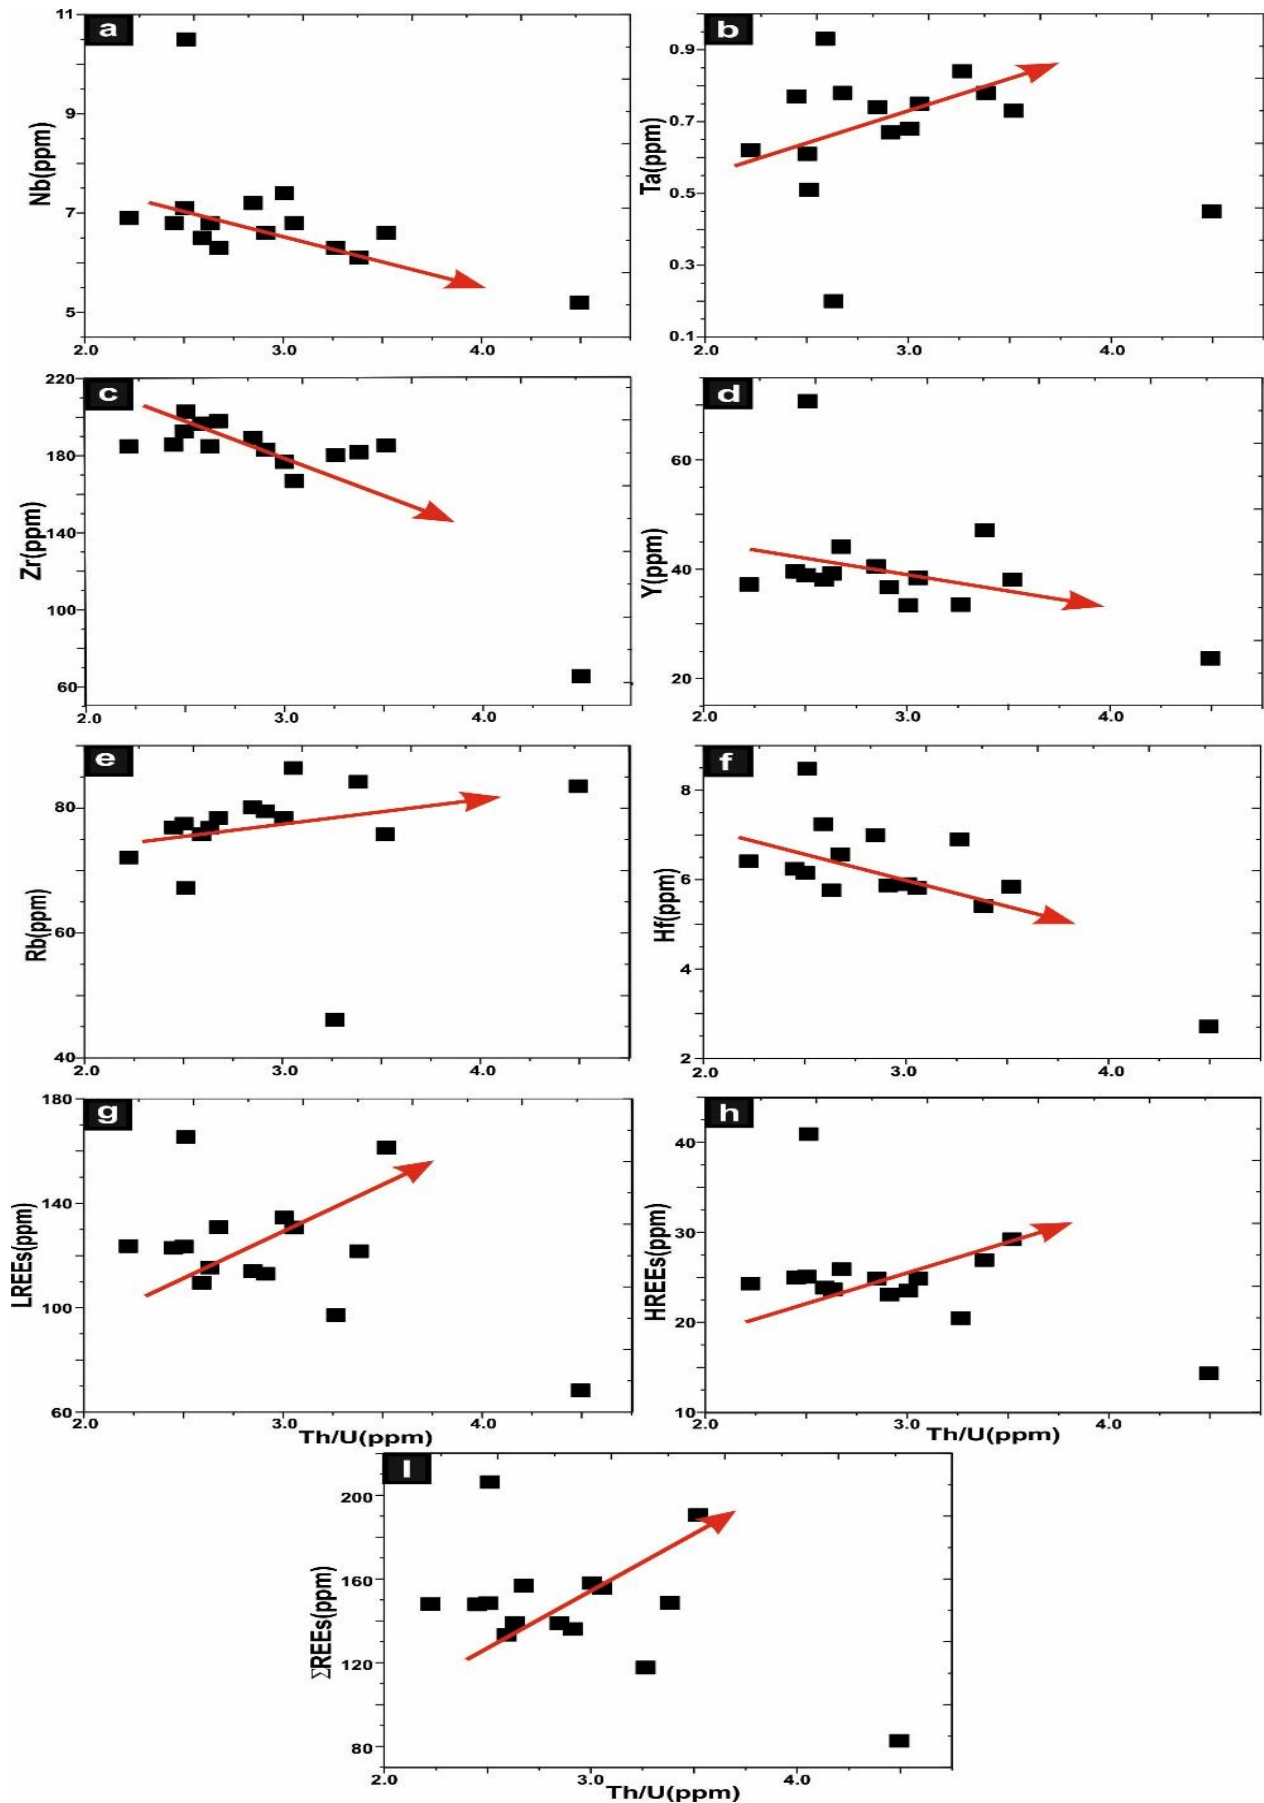 a
11
9
7
5
Nb(ppm)
2.0 3.0 4.0
b
0.9
0.7
0.5
0.3
0.1
Ta(ppm)
2.0 3.0 4.0
c
220
180
140
100
60
Zr(ppm)
2.0 3.0 4.0
d
60
40
20
Y(ppm)
2.0 3.0 4.0
e
80
60
40
Rb(ppm)
2.0 3.0 4.0
f
8
6
4
2
Hf(ppm)
2.0 3.0 4.0
g
180
140
100
60
LREEs(ppm)
2.0 3.0 4.0
Th/U(ppm)
h
40
30
20
10
HREEs(ppm)
2.0 3.0 4.0
Th/U(ppm)
I
200
160
120
80
ΣREEs(ppm)
2.0 3.0 4.0
Th/U(ppm)